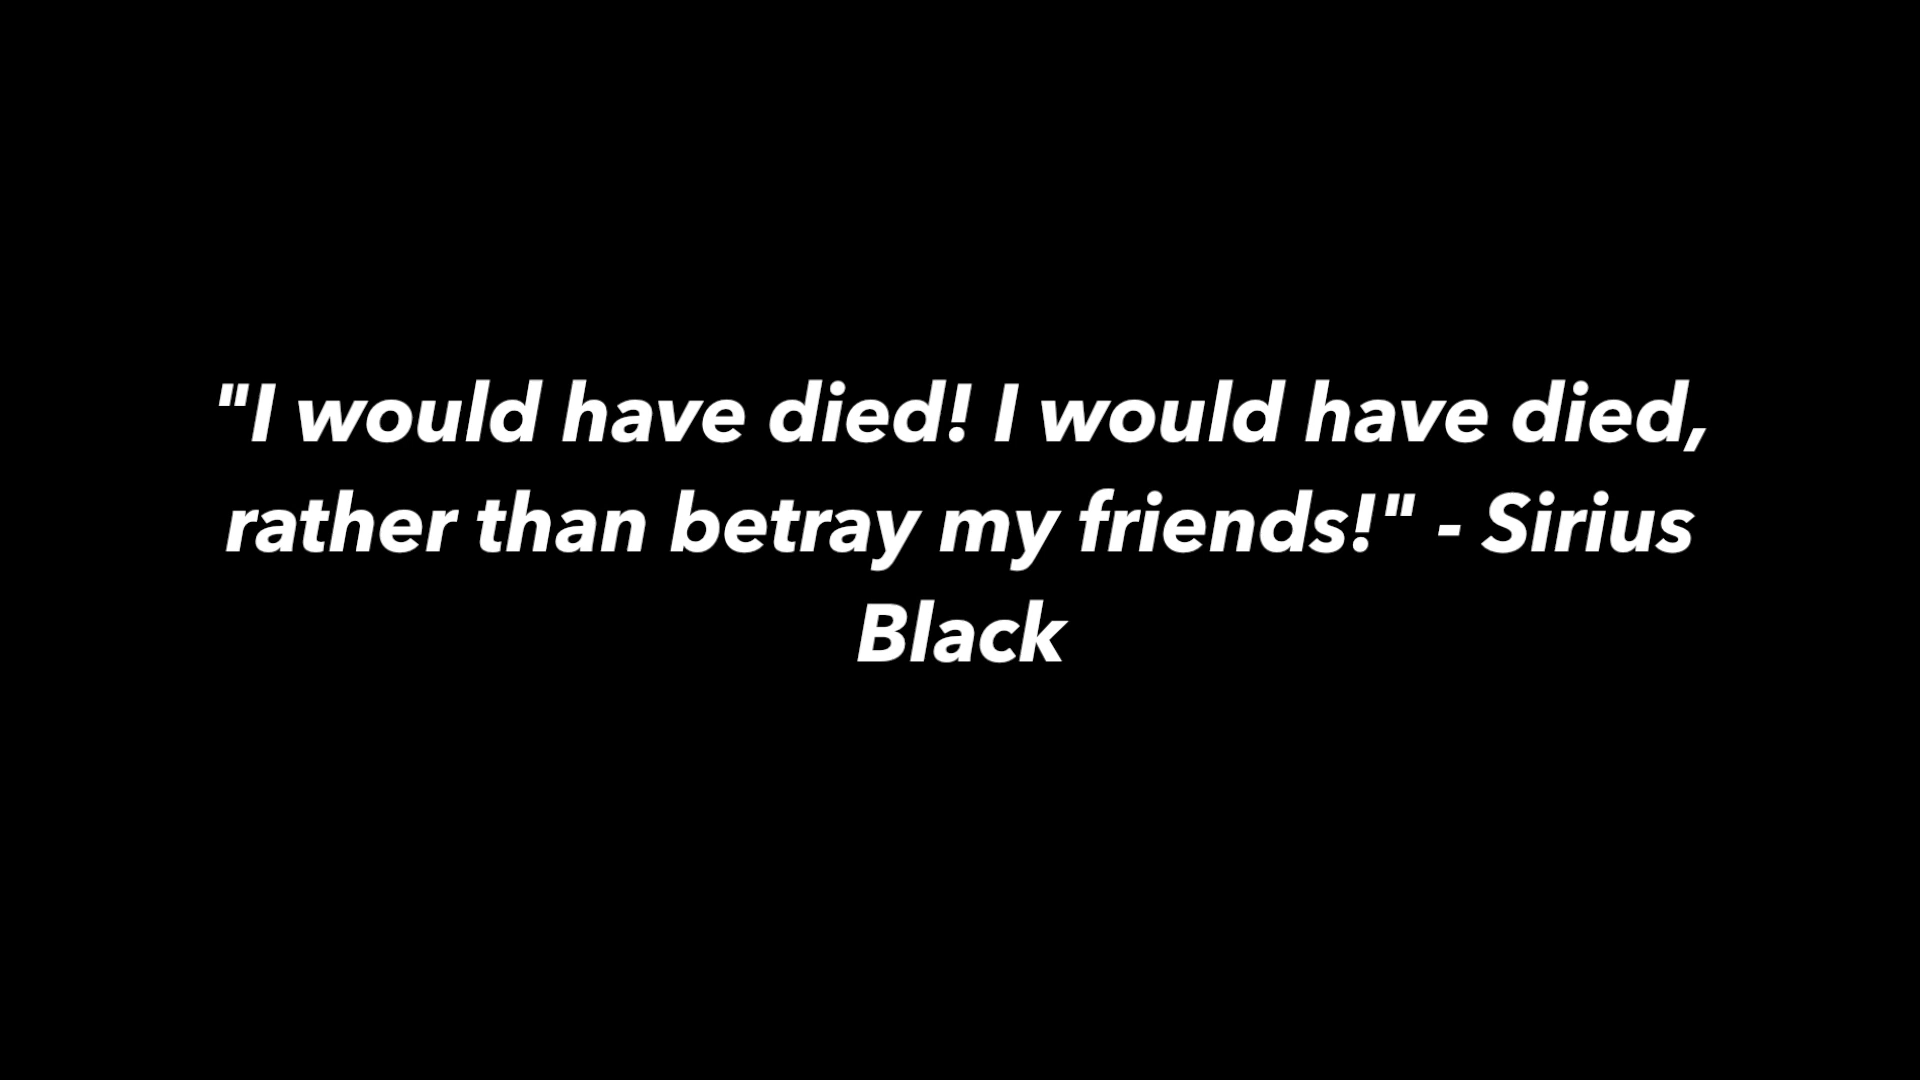 "I would have died! I would have died,
rather than betray my friends!" - Sirius
Black